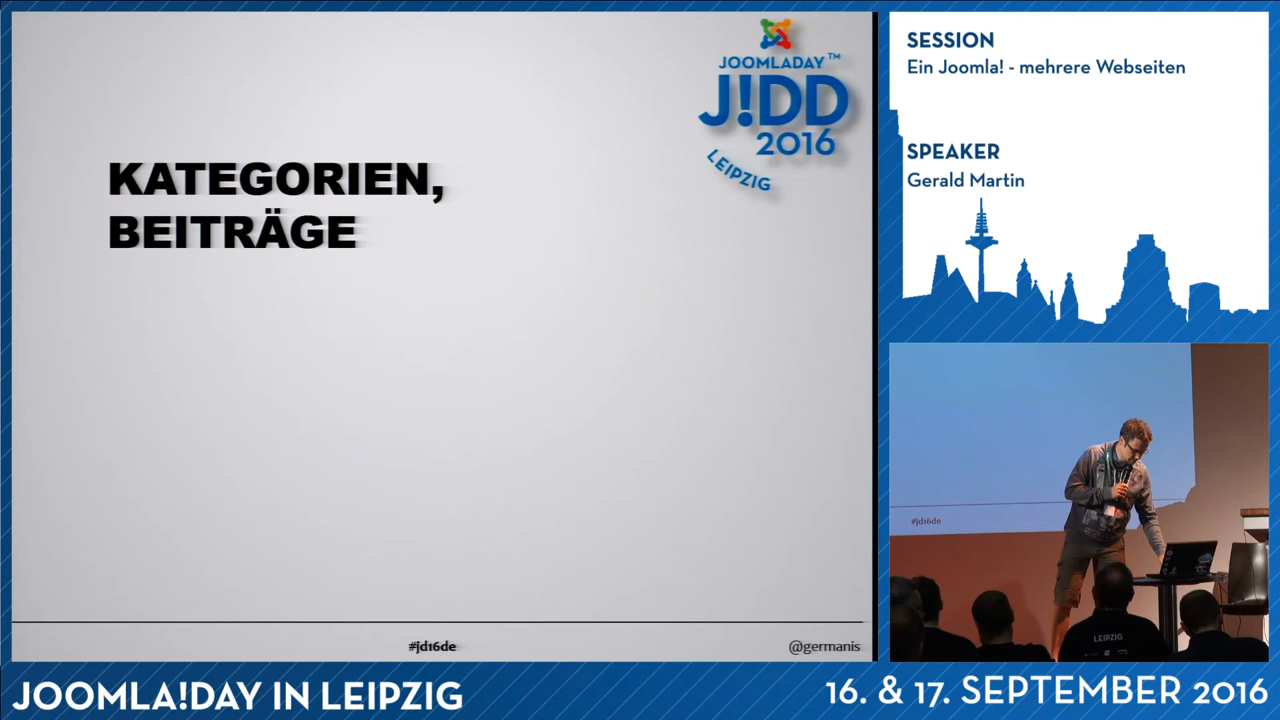 JOOMLADAY™
J!DD
2016
LEIPZIG
KATEGORIEN,
BEITRÄGE
#jd16de
@germanis
SESSION
Ein Joomla! - mehrere Webseiten
SPEAKER
Gerald Martin
#jd16de
LEIPZIG
JOOMLA!DAY IN LEIPZIG
16. & 17. SEPTEMBER 2016